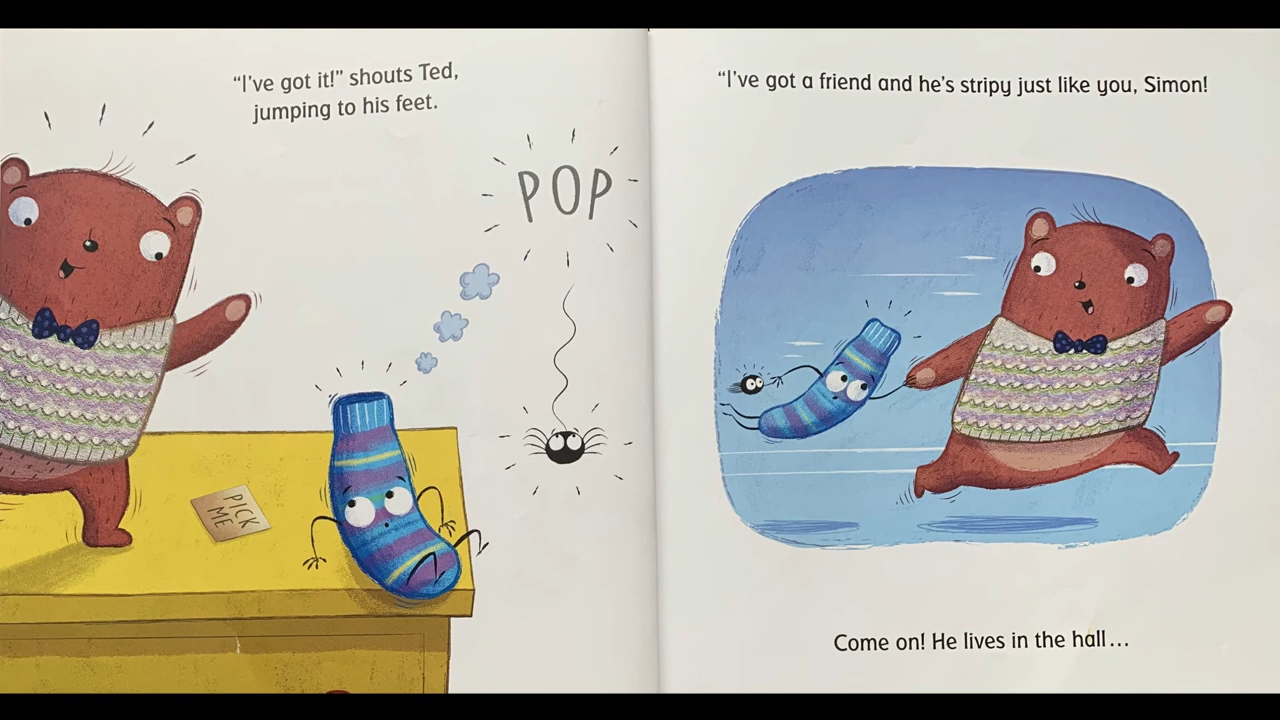 “I’ve got it!” shouts Ted,
jumping to his feet.
POP
PICK
ME
“I’ve got a friend and he’s stripy just like you, Simon!
Come on! He lives in the hall...